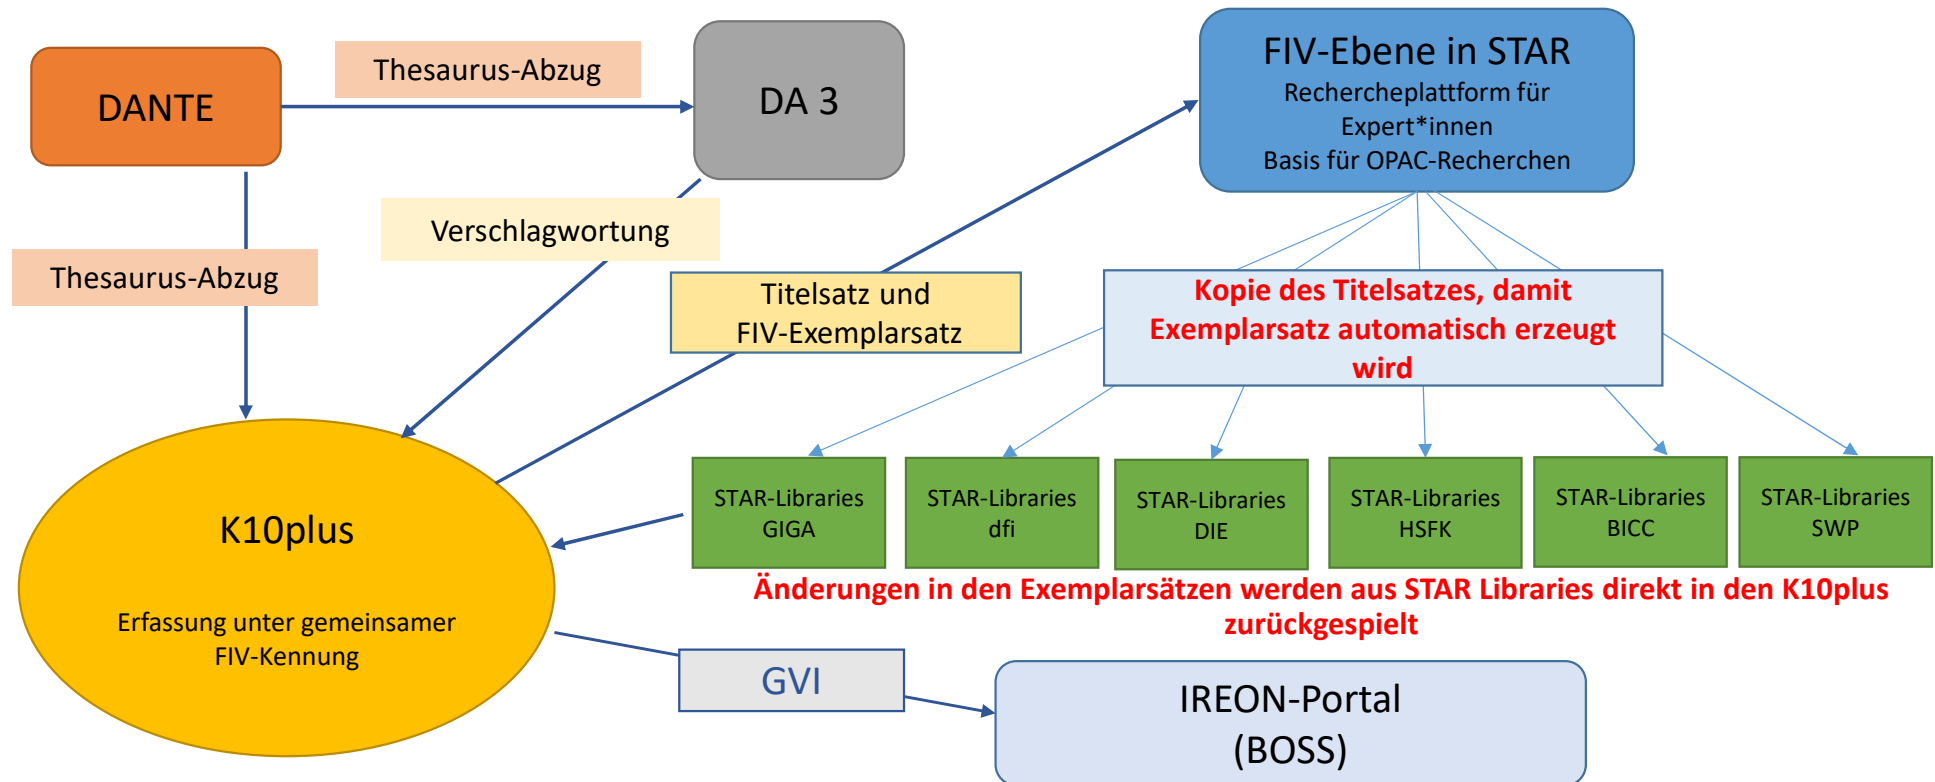 DANTE
Thesaurus-Abzug
DA 3
FIV-Ebene in STAR
Rechercheplattform für
Expert*innen
Basis für OPAC-Recherchen
Verschlagwortung
Thesaurus-Abzug
Titelsatz und
FIV-Exemplarsatz
Kopie des Titelsatzes, damit
Exemplarsatz automatisch erzeugt
wird
K10plus
Erfassung unter gemeinsamer
FIV-Kennung
STAR-Libraries
GIGA
STAR-Libraries
dfi
STAR-Libraries
DIE
STAR-Libraries
HSFK
STAR-Libraries
BICC
STAR-Libraries
SWP
Änderungen in den Exemplarsätzen werden aus STAR Libraries direkt in den K10plus
zurückgespielt
GVI
IREON-Portal
(BOSS)